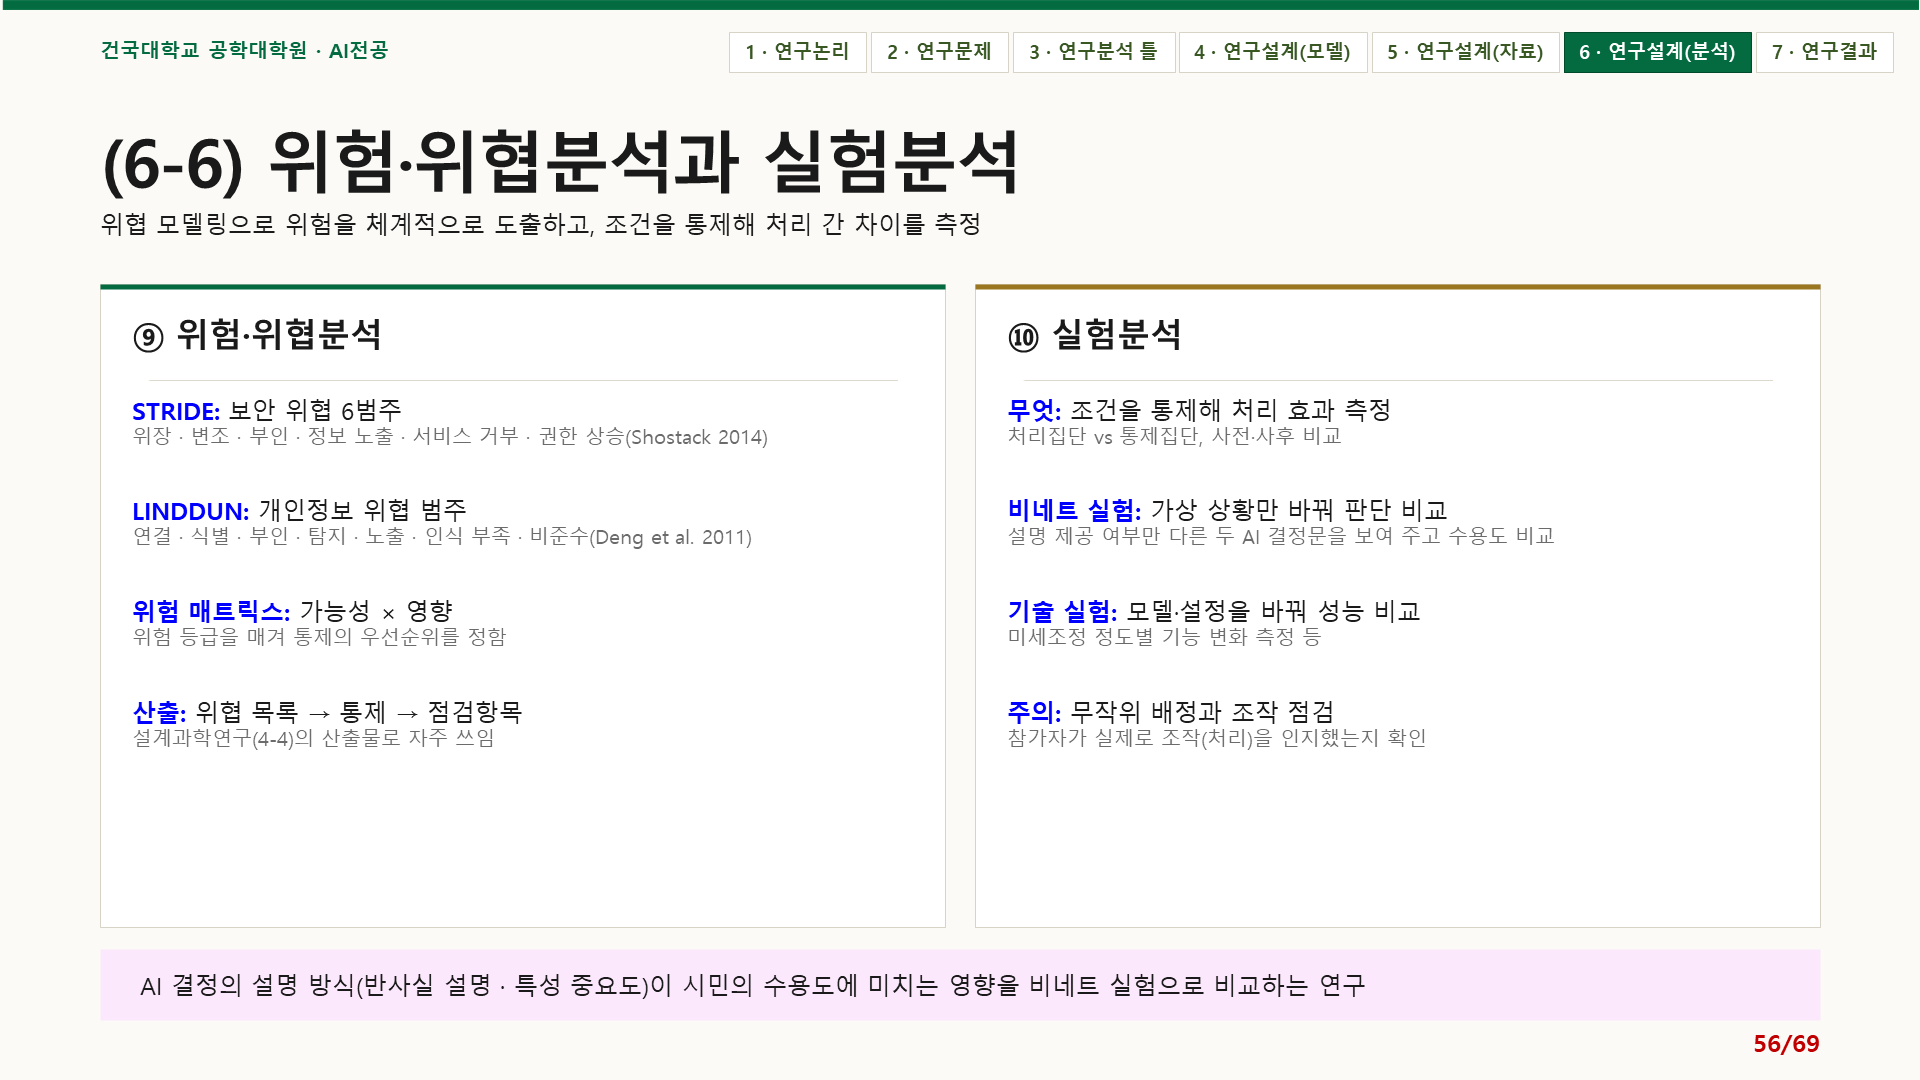 건국대학교 공학대학원 · AI전공
1 · 연구논리
2 · 연구문제
3 · 연구분석 틀
4 · 연구설계(모델)
5 · 연구설계(자료)
6 · 연구설계(분석)
7 · 연구결과
(6-6) 위험·위협분석과 실험분석
위협 모델링으로 위험을 체계적으로 도출하고, 조건을 통제해 처리 간 차이를 측정
⑨ 위험·위협분석
STRIDE: 보안 위협 6범주
위장 · 변조 · 부인 · 정보 노출 · 서비스 거부 · 권한 상승(Shostack 2014)
LINDDUN: 개인정보 위협 범주
연결 · 식별 · 부인 · 탐지 · 노출 · 인식 부족 · 비준수(Deng et al. 2011)
위험 매트릭스: 가능성 × 영향
위험 등급을 매겨 통제의 우선순위를 정함
산출: 위협 목록 → 통제 → 점검항목
설계과학연구(4-4)의 산출물로 자주 쓰임
⑩ 실험분석
무엇: 조건을 통제해 처리 효과 측정
처리집단 vs 통제집단, 사전·사후 비교
비네트 실험: 가상 상황만 바꿔 판단 비교
설명 제공 여부만 다른 두 AI 결정문을 보여 주고 수용도 비교
기술 실험: 모델·설정을 바꿔 성능 비교
미세조정 정도별 기능 변화 측정 등
주의: 무작위 배정과 조작 점검
참가자가 실제로 조작(처리)을 인지했는지 확인
AI 결정의 설명 방식(반사실 설명 · 특성 중요도)이 시민의 수용도에 미치는 영향을 비네트 실험으로 비교하는 연구
56/69